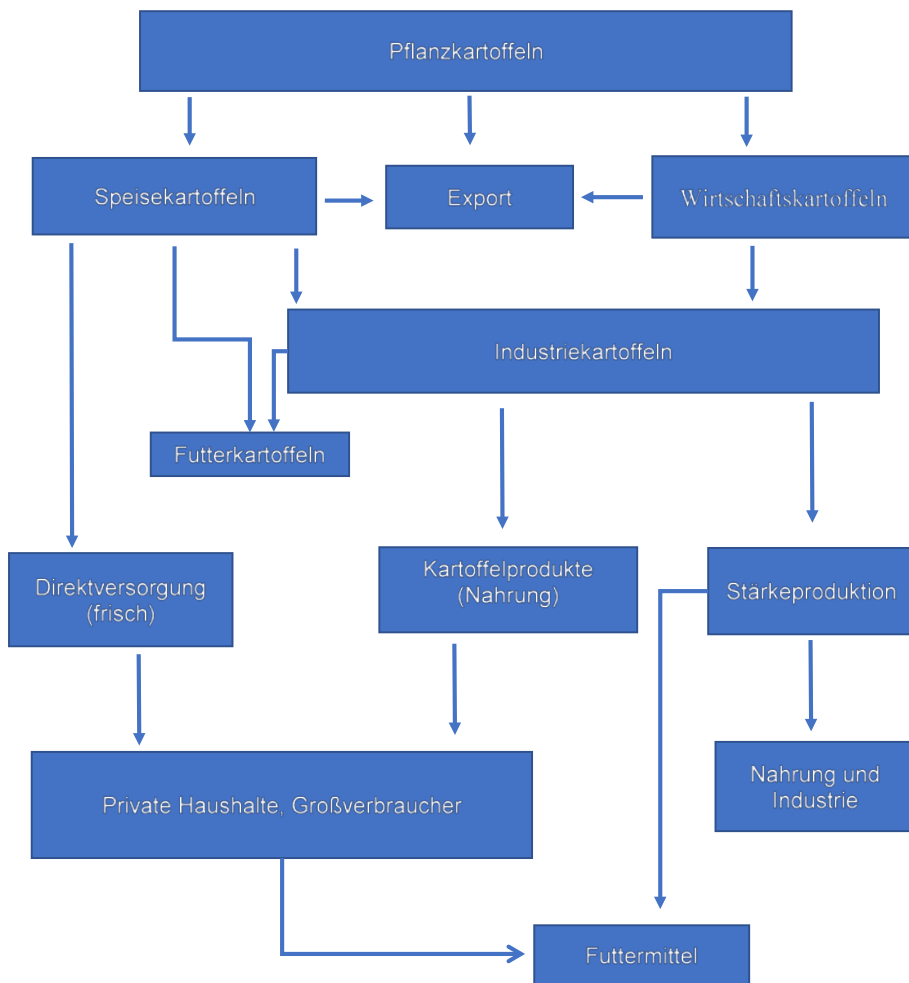 Pflanzkartoffeln
Speisekartoffeln
Export
Wirtschaftskartoffeln
Industriekartoffeln
Futterkartoffeln
Direktversorgung
(frisch)
Kartoffelprodukte
(Nahrung)
Stärkeproduktion
Private Haushalte, Großverbraucher
Nahrung und
Industrie
Futtermittel